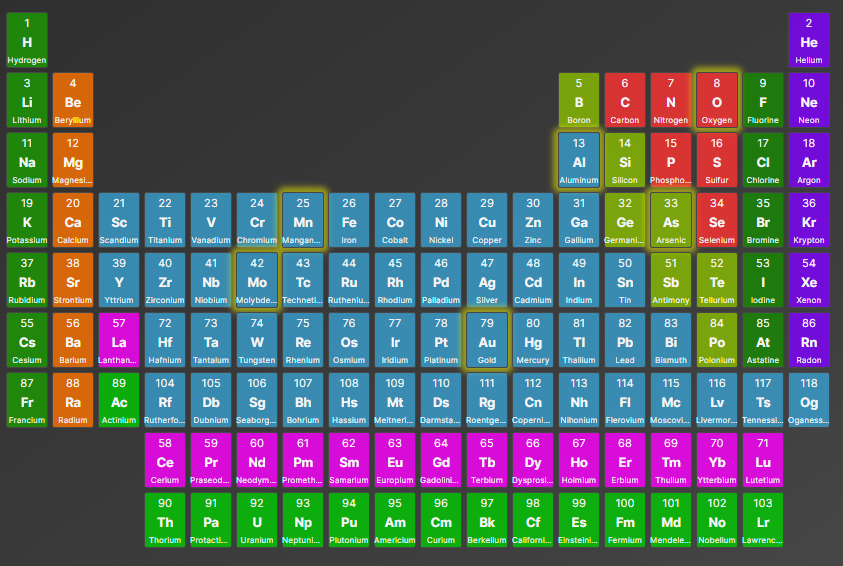 1 2
H He
Hydrogen Helium
3 4 5 6 7 8 9 10
Li Be B C N O F Ne
Lithium Beryllium Boron Carbon Nitrogen Oxygen Fluorine Neon
11 12 13 14 15 16 17 18
Na Mg Al Si P S Cl Ar
Sodium Magnesi... Aluminum Silicon Phospho... Sulfur Chlorine Argon
19 20 21 22 23 24 25 26 27 28 29 30 31 32 33 34 35 36
K Ca Sc Ti V Cr Mn Fe Co Ni Cu Zn Ga Ge As Se Br Kr
Potassium Calcium Scandium Titanium Vanadium Chromium Mangan... Iron Cobalt Nickel Copper Zinc Gallium Germani... Arsenic Selenium Bromine Krypton
37 38 39 40 41 42 43 44 45 46 47 48 49 50 51 52 53 54
Rb Sr Y Zr Nb Mo Tc Ru Rh Pd Ag Cd In Sn Sb Te I Xe
Rubidium Strontium Yttrium Zirconium Niobium Molybde... Techneti... Rutheniu... Rhodium Palladium Silver Cadmium Indium Tin Antimony Tellurium Iodine Xenon
55 56 57 72 73 74 75 76 77 78 79 80 81 82 83 84 85 86
Cs Ba La Hf Ta W Re Os Ir Pt Au Hg Tl Pb Bi Po At Rn
Cesium Barium Lanthan... Hafnium Tantalum Tungsten Rhenium Osmium Iridium Platinum Gold Mercury Thallium Lead Bismuth Polonium Astatine Radon
87 88 89 104 105 106 107 108 109 110 111 112 113 114 115 116 117 118
Fr Ra Ac Rf Db Sg Bh Hs Mt Ds Rg Cn Nh Fl Mc Lv Ts Og
Francium Radium Actinium Rutherfo... Dubnium Seaborg... Bohrium Hassium Meitneri... Darmsta... Roentge... Coperni... Nihonium Flerovium Moscovi... Livermor... Tennessi... Oganess...
58 59 60 61 62 63 64 65 66 67 68 69 70 71
Ce Pr Nd Pm Sm Eu Gd Tb Dy Ho Er Tm Yb Lu
Cerium Praseod... Neodym... Prometh... Samarium Europium Gadolini... Terbium Dysprosi... Holmium Erbium Thulium Ytterbium Lutetium
90 91 92 93 94 95 96 97 98 99 100 101 102 103
Th Pa U Np Pu Am Cm Bk Cf Es Fm Md No Lr
Thorium Protacti... Uranium Neptuni... Plutonium Americium Curium Berkelium Californi... Einsteini... Fermium Mendele... Nobelium Lawrenc...